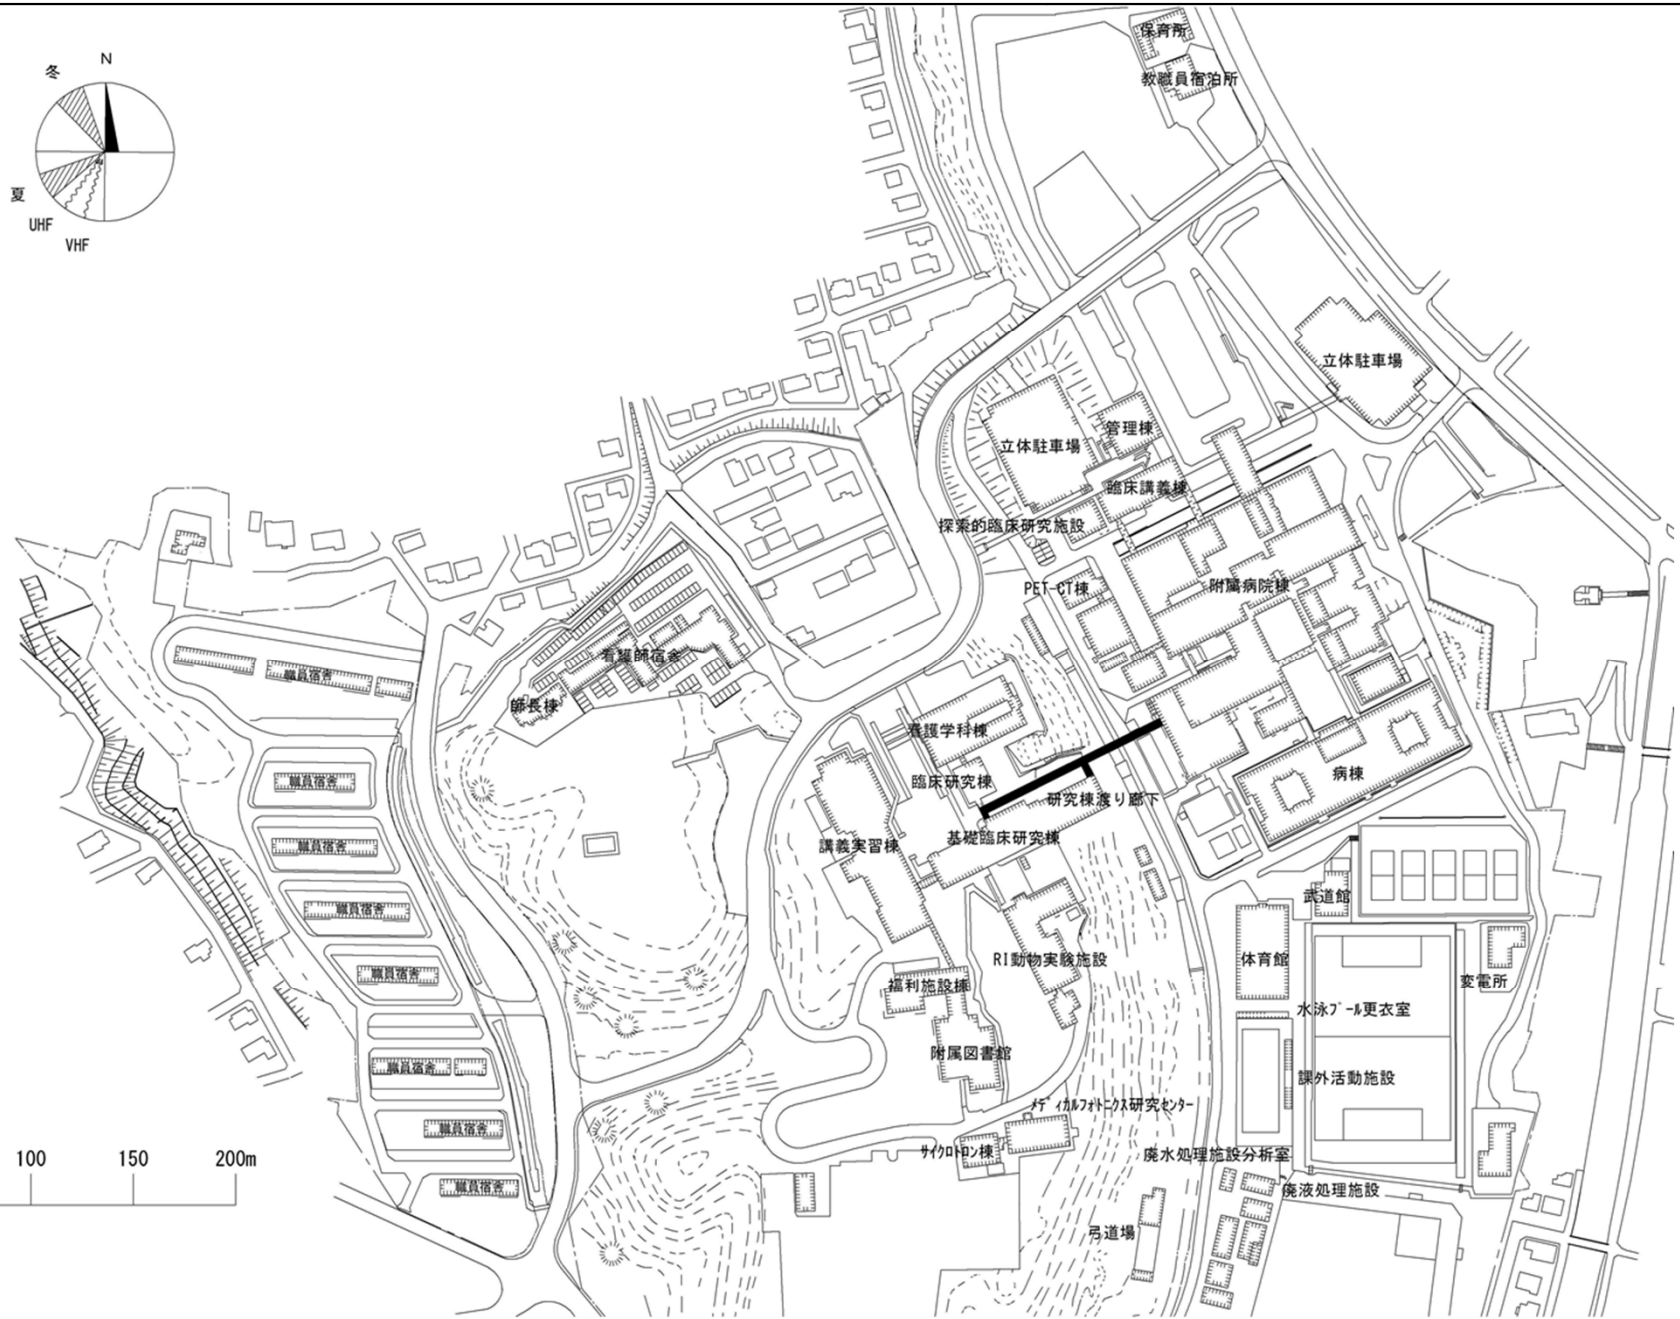 N
冬
夏
UHF
VHF
保育所
教職員宿泊所
立体駐車場
管理棟
立体駐車場
臨床講義棟
探索的臨床研究施設
PET-CT棟
附属病院棟
看護師宿舎
職員宿舎
師長棟
看護学科棟
臨床研究棟
病棟
職員宿舎
研究棟渡り廊下
基礎臨床研究棟
講義実習棟
職員宿舎
武道館
職員宿舎
RI動物実験施設
体育館
職員宿舎
福利施設棟
変電所
水泳プール更衣室
附属図書館
職員宿舎
課外活動施設
メディカルフォトニクス研究センター
職員宿舎
サイクロトロン棟
廃水処理施設分析室
職員宿舎
廃液処理施設
弓道場
100 150 200m